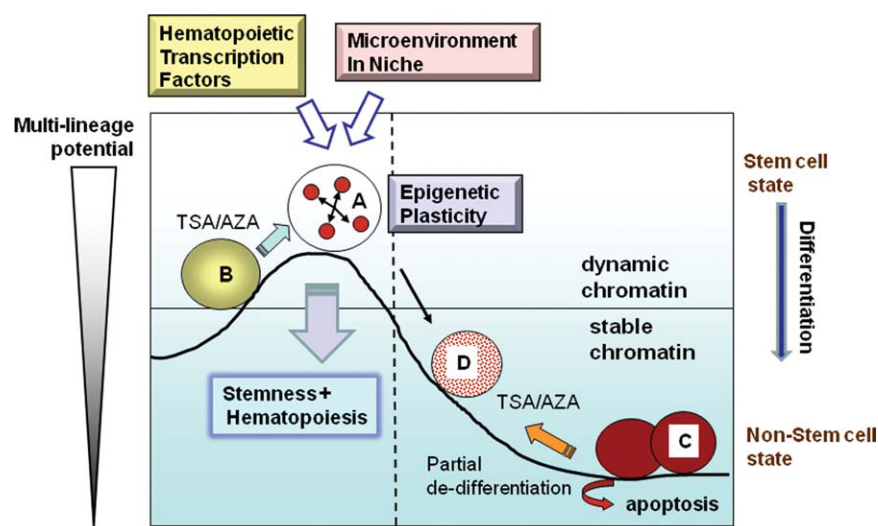 Hematopoietic
Transcription
Factors
Microenvironment
In Niche
Multi-lineage
potential
Stem cell
state
A
Epigenetic
Plasticity
TSA/AZA
B
dynamic
chromatin
Differentiation
stable
chromatin
D
Stemness+
Hematopoiesis
TSA/AZA
C
Non-Stem cell
state
Partial
de-differentiation
apoptosis